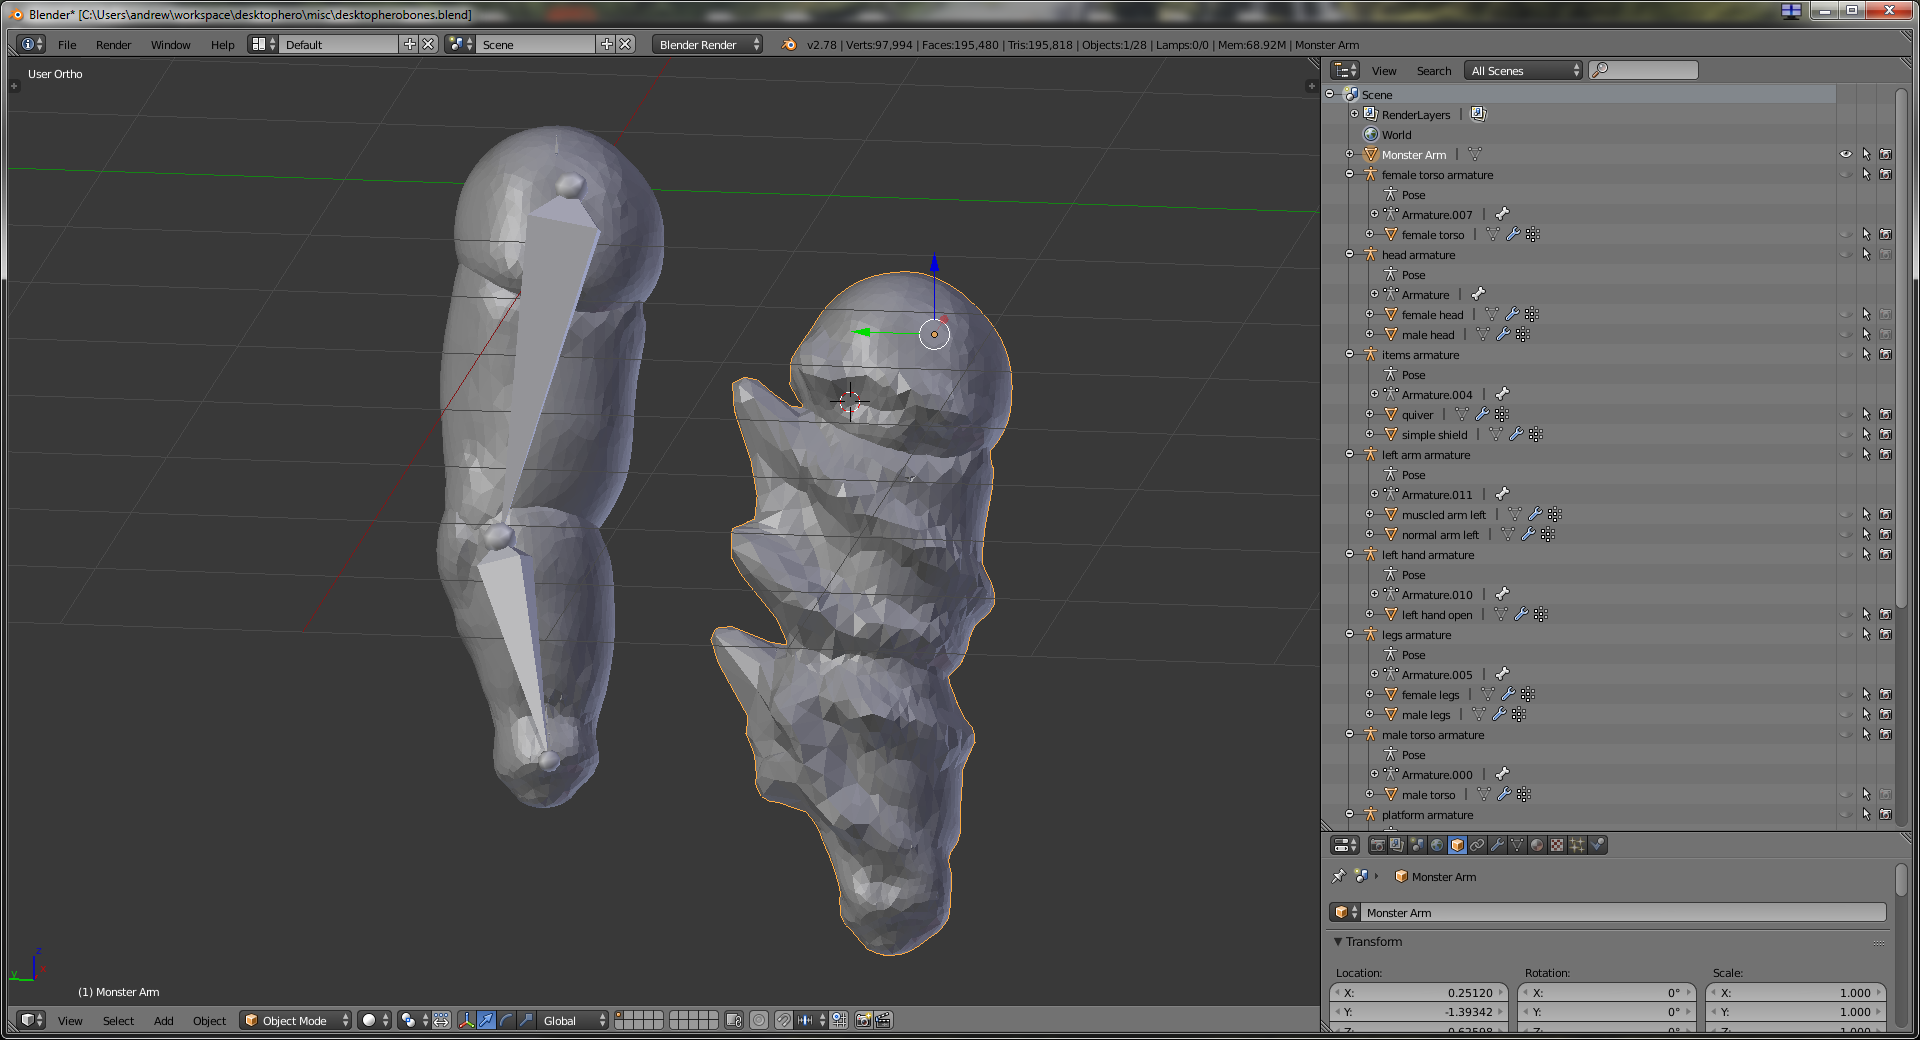 Blender* [C:\Users\andrew\workspace\desktophero\misc\desktopherobones.blend]
File Render Window Help Default Scene Blender Render v2.78 | Verts:97,994 | Faces:195,480 | Tris:195,818 | Objects:1/28 | Lamps:0/0 | Mem:68.92M | Monster Arm
User Ortho
View Search All Scenes
Scene
RenderLayers
World
Monster Arm
female torso armature
Pose
Armature.007
female torso
head armature
Pose
Armature
female head
male head
items armature
Pose
Armature.004
quiver
simple shield
left arm armature
Pose
Armature.011
muscled arm left
normal arm left
left hand armature
Pose
Armature.010
left hand open
legs armature
Pose
Armature.005
female legs
male legs
male torso armature
Pose
Armature.000
male torso
platform armature
Monster Arm
Monster Arm
Transform
Location: Rotation: Scale:
X: 0.25120 X: 0° X: 1.000
Y: -1.39342 Y: 0° Y: 1.000
z
y
(1) Monster Arm
View Select Add Object Object Mode Global